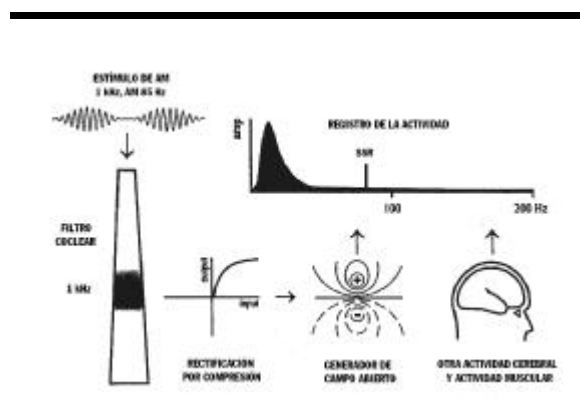 ESTÍMULO DE AM
1 kHz, AM 85 Hz
REGISTRO DE LA ACTIVIDAD
amp
SSR
100
200 Hz
FILTRO
COCLEAR
1 kHz
output
input
RECTIFICACION
POR COMPRESIÓN
GENERADOR DE
CAMPO ABIERTO
OTRA ACTIVIDAD CEREBRAL
Y ACTIVIDAD MUSCULAR
+
−